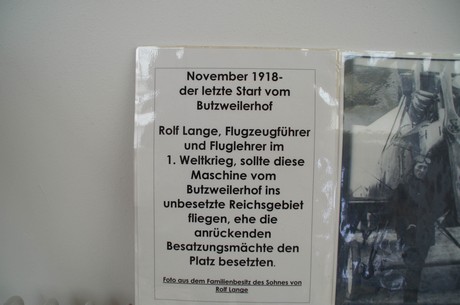 November 1918-
der letzte Start vom
Butzweilerhof
Rolf Lange, Flugzeugführer
und Fluglehrer im
1. Weltkrieg, sollte diese
Maschine vom
Butzweilerhof ins
unbesetzte Reichsgebiet
fliegen, ehe die
anrückenden
Besatzungsmächte den
Platz besetzten.
Foto aus dem Familienbesitz des Sohnes von
Rolf Lange